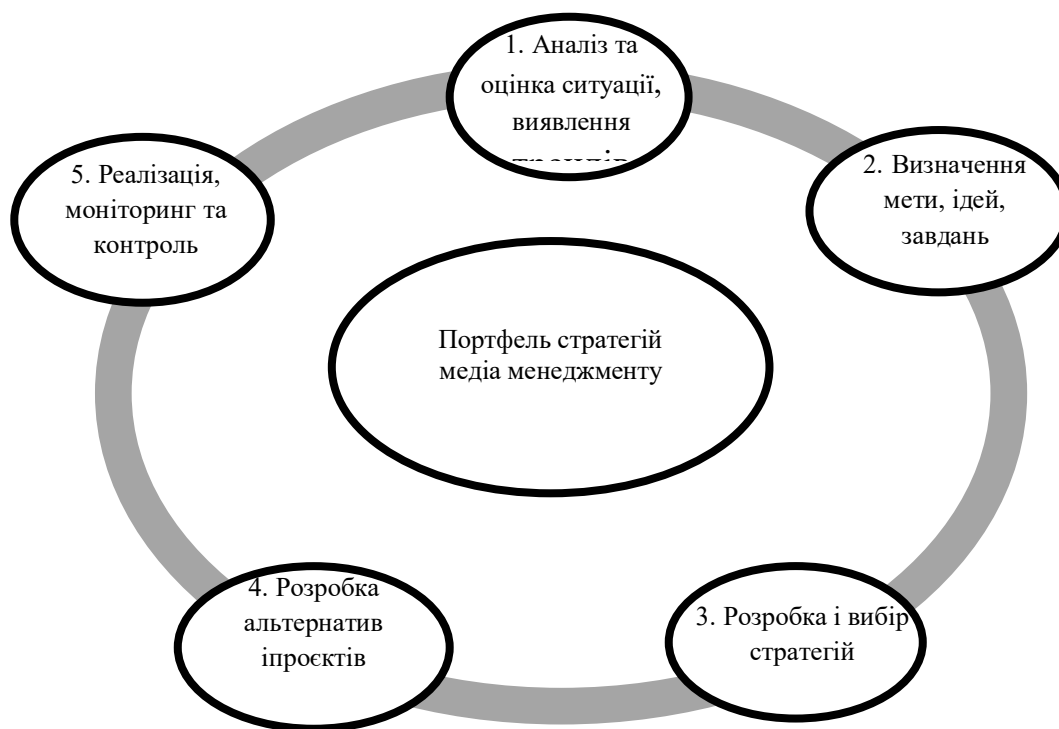 1. Аналіз та
оцінка ситуації,
виявлення
5. Реалізація,
моніторинг та
контроль
2. Визначення
мети, ідей,
завдань
Портфель стратегій
медіа менеджменту
4. Розробка
альтернатив
іпроєктів
3. Розробка і вибір
стратегій